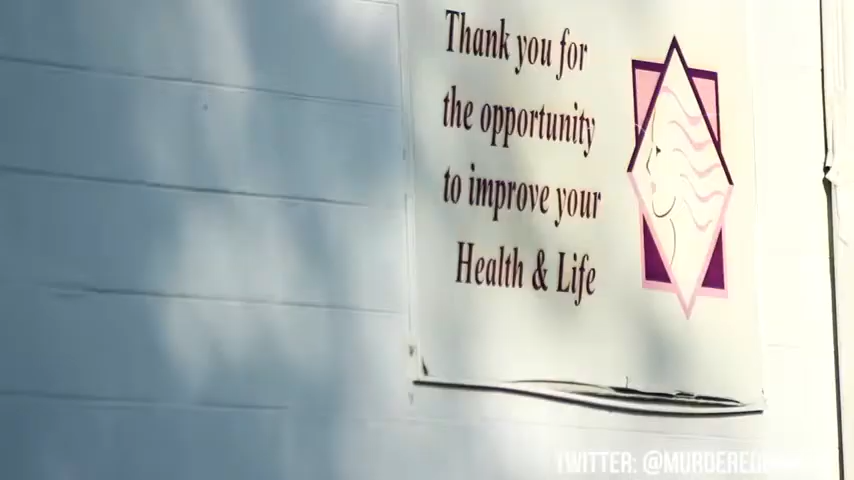 Thank you for
the opportunity
to improve your
Health & Life
TWITTER: